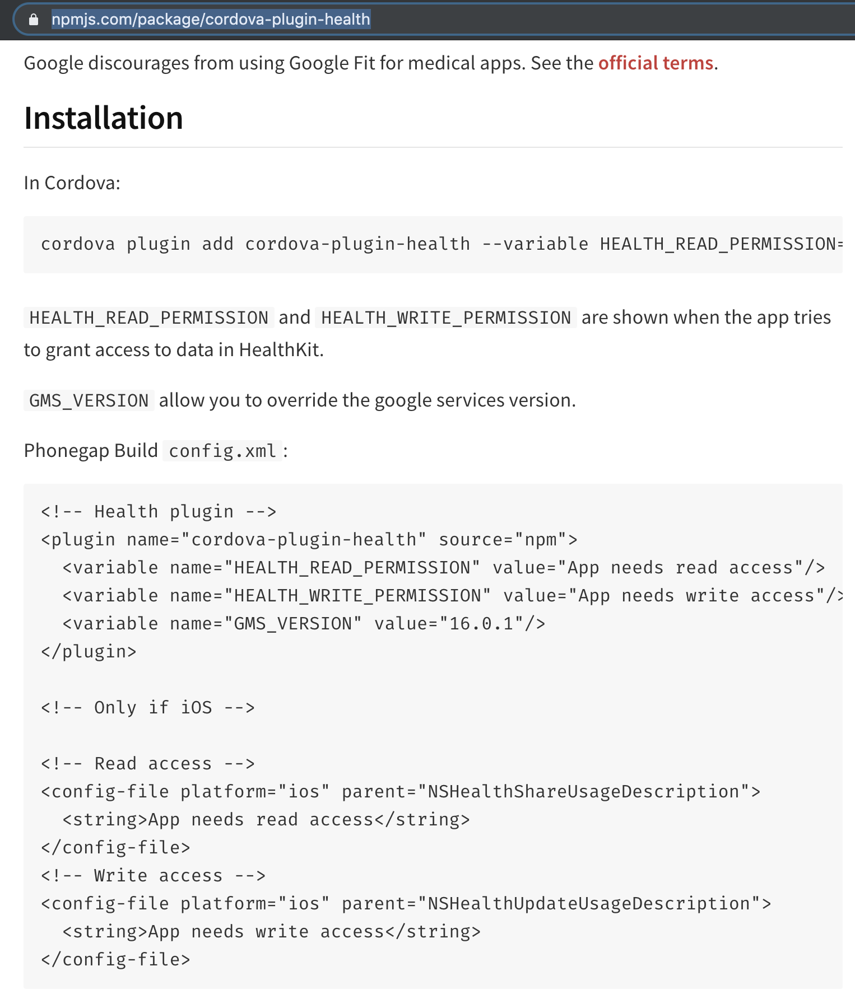 npmjs.com/package/cordova-plugin-health
Google discourages from using Google Fit for medical apps. See the official terms.
Installation
In Cordova:
cordova plugin add cordova-plugin-health --variable HEALTH_READ_PERMISSION=
HEALTH_READ_PERMISSION and HEALTH_WRITE_PERMISSION are shown when the app tries
to grant access to data in HealthKit.
GMS_VERSION allow you to override the google services version.
Phonegap Build config.xml :
<!-- Health plugin -->
<plugin name="cordova-plugin-health" source="npm">
  <variable name="HEALTH_READ_PERMISSION" value="App needs read access"/>
  <variable name="HEALTH_WRITE_PERMISSION" value="App needs write access"/>
  <variable name="GMS_VERSION" value="16.0.1"/>
</plugin>
<!-- Only if iOS -->
<!-- Read access -->
<config-file platform="ios" parent="NSHealthShareUsageDescription">
  <string>App needs read access</string>
</config-file>
<!-- Write access -->
<config-file platform="ios" parent="NSHealthUpdateUsageDescription">
  <string>App needs write access</string>
</config-file>